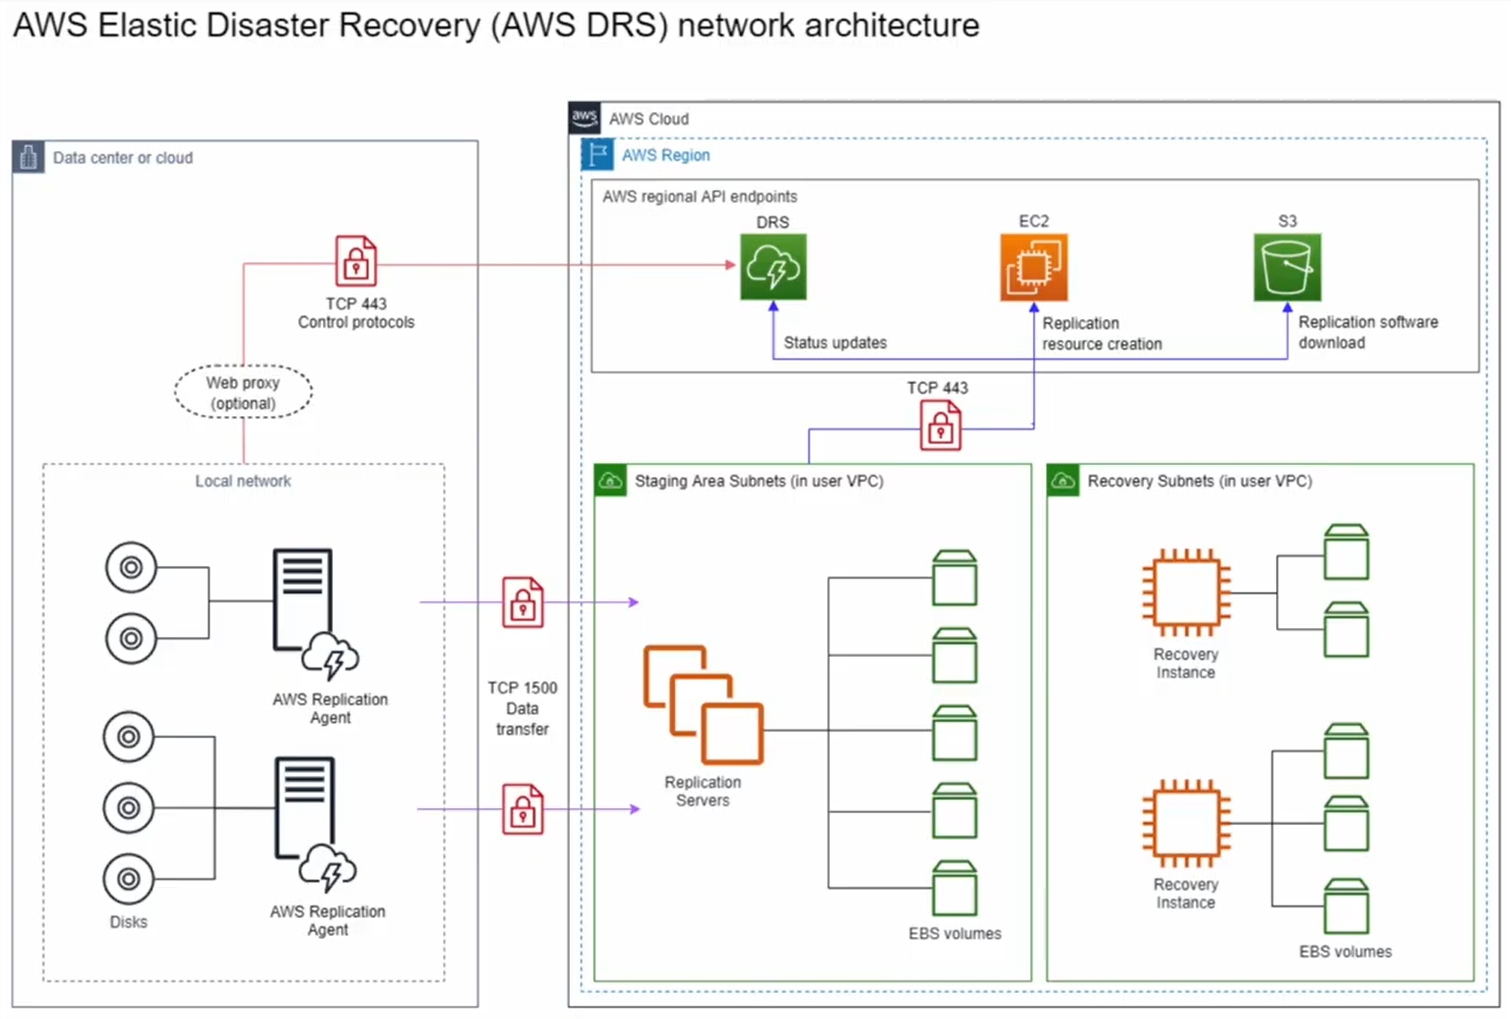 AWS Elastic Disaster Recovery (AWS DRS) network architecture
aws
AWS Cloud
Data center or cloud
AWS Region
AWS regional API endpoints
DRS
EC2
S3
TCP 443
Control protocols
Status updates
Replication
resource creation
Replication software
download
Web proxy
(optional)
TCP 443
Local network
Staging Area Subnets (in user VPC)
Recovery Subnets (in user VPC)
AWS Replication
Agent
TCP 1500
Data
transfer
Recovery
Instance
Replication
Servers
Disks
AWS Replication
Agent
EBS volumes
Recovery
Instance
EBS volumes